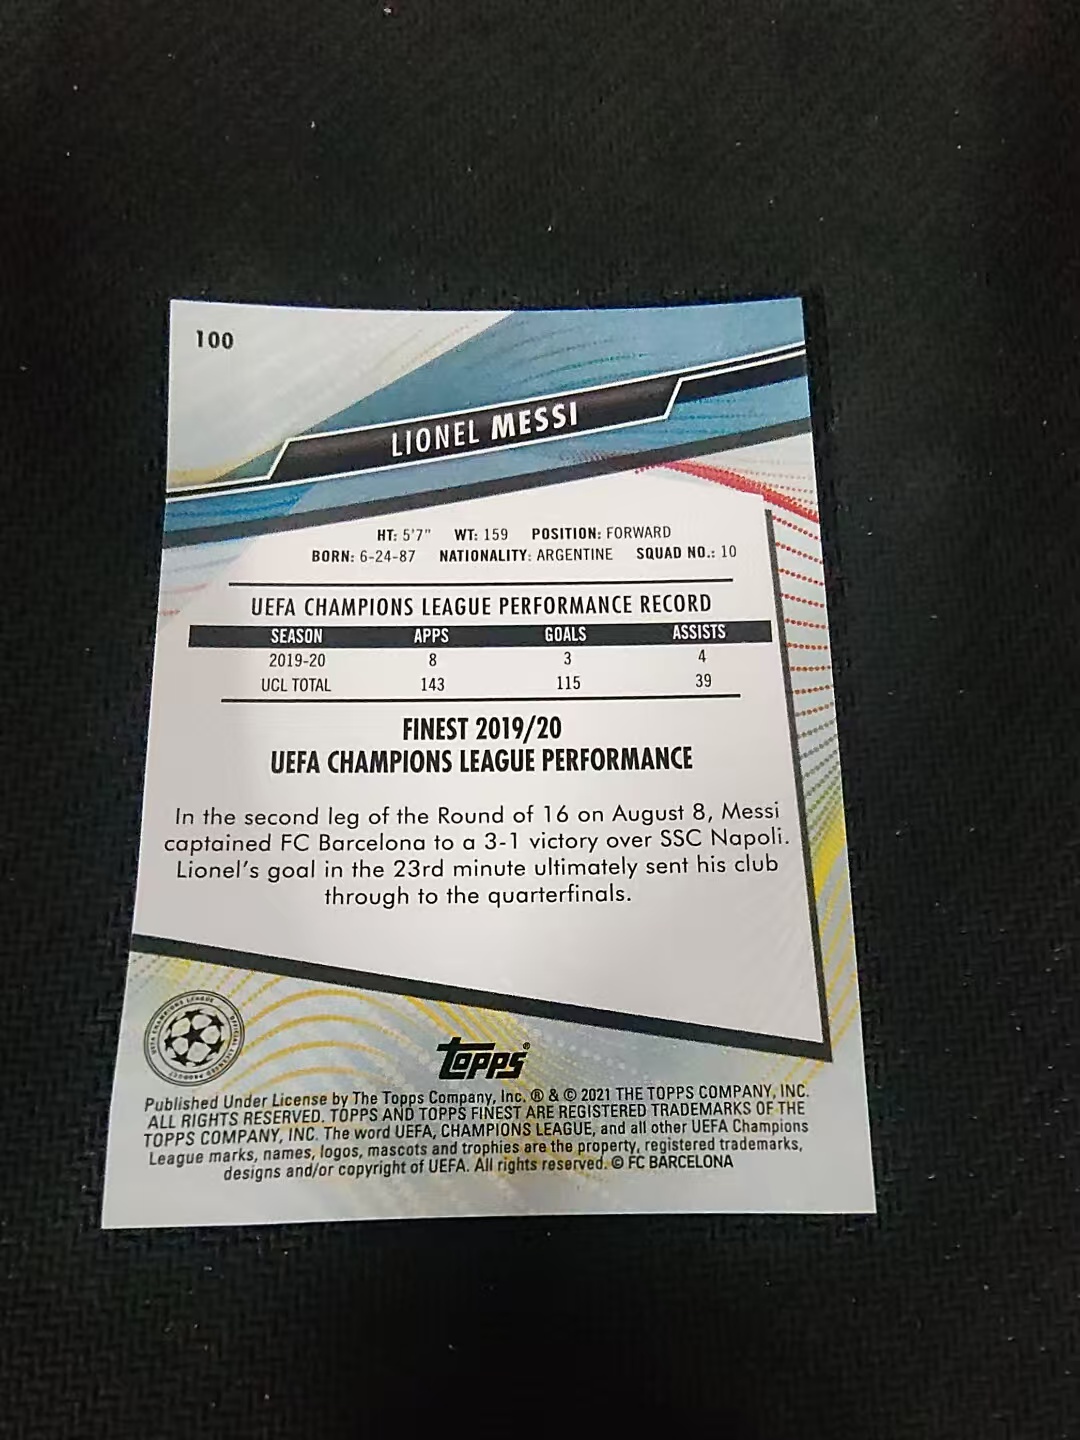 100
LIONEL MESSI
HT: 5'7" WT: 159 POSITION: FORWARD
BORN: 6-24-87 NATIONALITY: ARGENTINE SQUAD NO.: 10
UEFA CHAMPIONS LEAGUE PERFORMANCE RECORD
SEASON APPS GOALS ASSISTS
2019-20 8 3 4
UCL TOTAL 143 115 39
FINEST 2019/20
UEFA CHAMPIONS LEAGUE PERFORMANCE
In the second leg of the Round of 16 on August 8, Messi
captained FC Barcelona to a 3-1 victory over SSC Napoli.
Lionel's goal in the 23rd minute ultimately sent his club
through to the quarterfinals.
UEFA CHAMPIONS LEAGUE
OFFICIAL LICENSED PRODUCT
topps®
Published Under License by The Topps Company, Inc. ® & © 2021 THE TOPPS COMPANY, INC.
ALL RIGHTS RESERVED. TOPPS AND TOPPS FINEST ARE REGISTERED TRADEMARKS OF THE
TOPPS COMPANY, INC. The word UEFA, CHAMPIONS LEAGUE, and all other UEFA Champions
League marks, names, logos, mascots and trophies are the property, registered trademarks,
designs and/or copyright of UEFA. All rights reserved. © FC BARCELONA